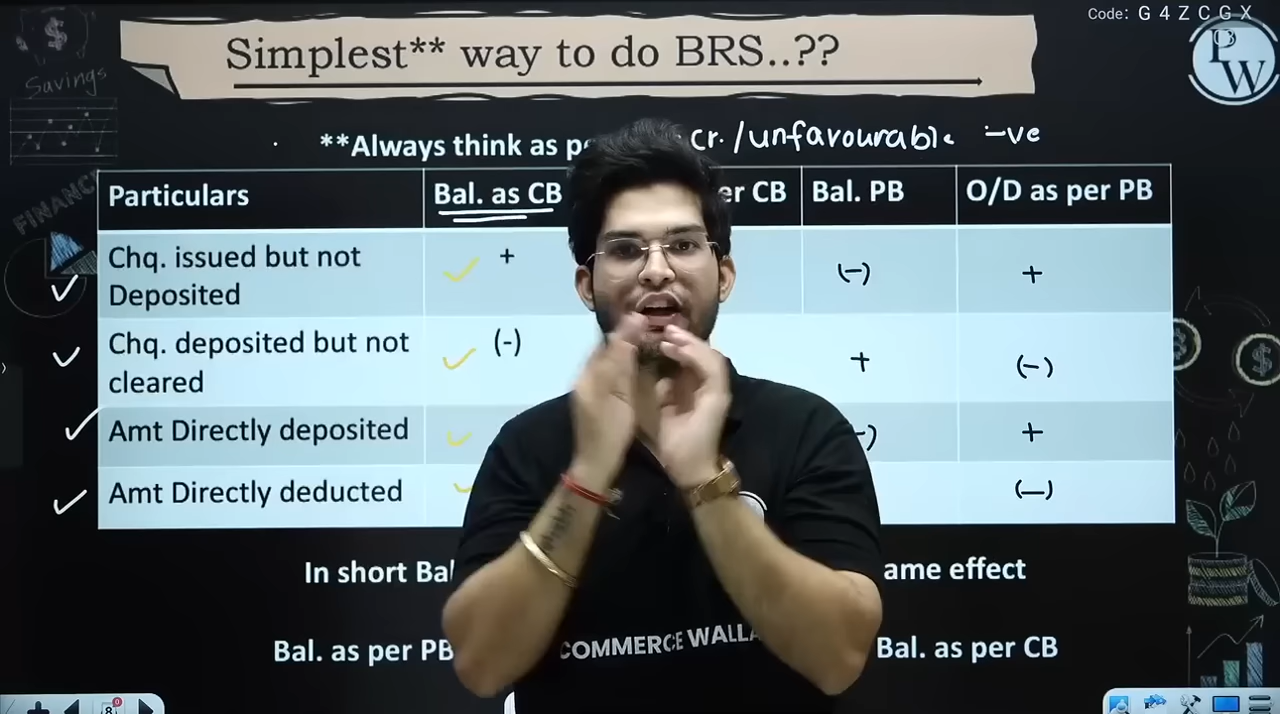 Code: G 4 Z C G X
Simplest** way to do BRS..??
PW
Savings
**Always think as cr./unfavourable -ve
FINANCE
Particulars Bal. as CB er CB Bal. PB O/D as per PB
Chq. issued but not + (-) +
Deposited
Chq. deposited but not (-) + (-)
cleared
Amt Directly deposited -) +
Amt Directly deducted (-)
In short Bal ame effect
Bal. as per PB Bal. as per CB
COMMERCE WALLA